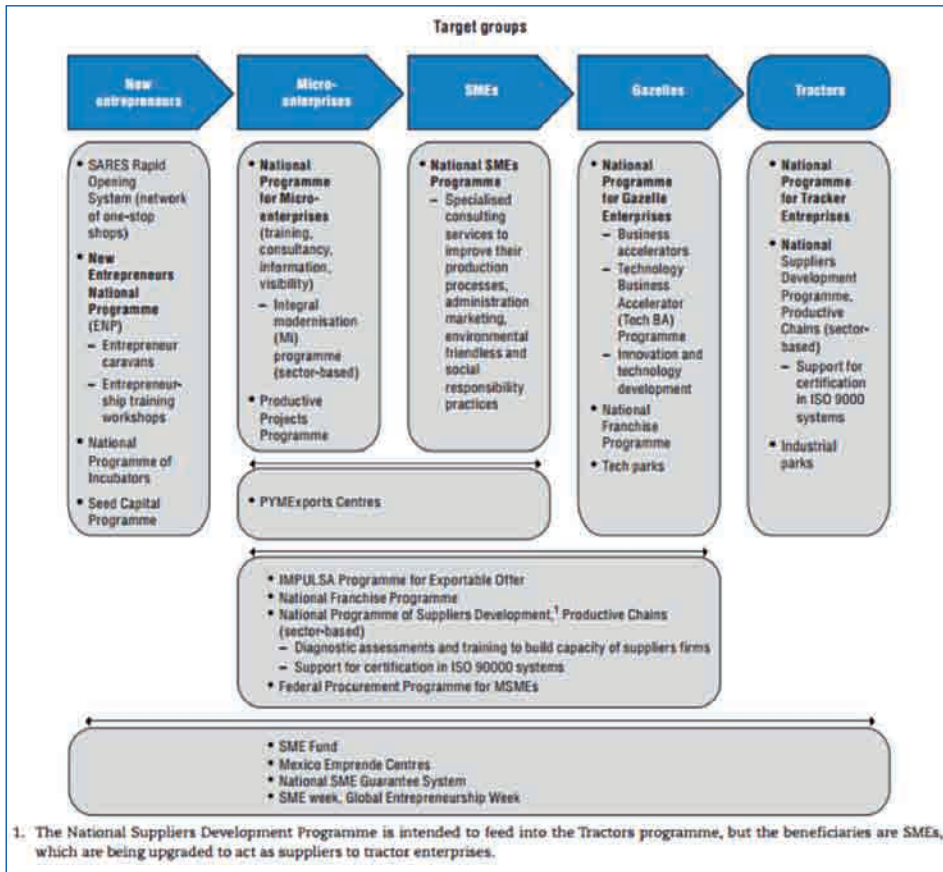 Target groups
New
entrepreneurs
Micro-
enterprises
SMEs
Gazelles
Tractors
• SARES Rapid
Opening
System (network
of one-stop
shops)
• New
Entrepreneurs
National
Programme
(ENP)
– Entrepreneur
caravans
– Entrepreneur-
ship training
workshops
• National
Programme of
Incubators
• Seed Capital
Programme
• National
Programme
for Micro-
enterprises
(training,
consultancy,
information,
visibility)
– Integral
modernisation
(Mi)
programme
(sector-based)
• Productive
Projects
Programme
• National SMEs
Programme
– Specialised
consulting
services to
improve their
production
processes,
administration
marketing,
environmental
friendless and
social
responsibility
practices
• National
Programme
for Gazelle
Enterprises
– Business
accelerators
– Technology
Business
Accelerator
(Tech BA)
Programme
– Innovation and
technology
development
• National
Franchise
Programme
• Tech parks
• National
Programme
for Tracker
Entreprises
• National
Suppliers
Development
Programme,
Productive
Chains (sector-
based)
– Support for
certification
in ISO 9000
systems
• Industrial
parks
• PYMExports Centres
• IMPULSA Programme for Exportable Offer
• National Franchise Programme
• National Programme of Suppliers Development,1 Productive Chains
(sector-based)
– Diagnostic assessments and training to build capacity of suppliers firms
– Support for certification in ISO 90000 systems
• Federal Procurement Programme for MSMEs
• SME Fund
• Mexico Emprende Centres
• National SME Guarantee System
• SME week, Global Entrepreneurship Week
1. The National Suppliers Development Programme is intended to feed into the Tractors programme, but the beneficiaries are SMEs,
which are being upgraded to act as suppliers to tractor enterprises.